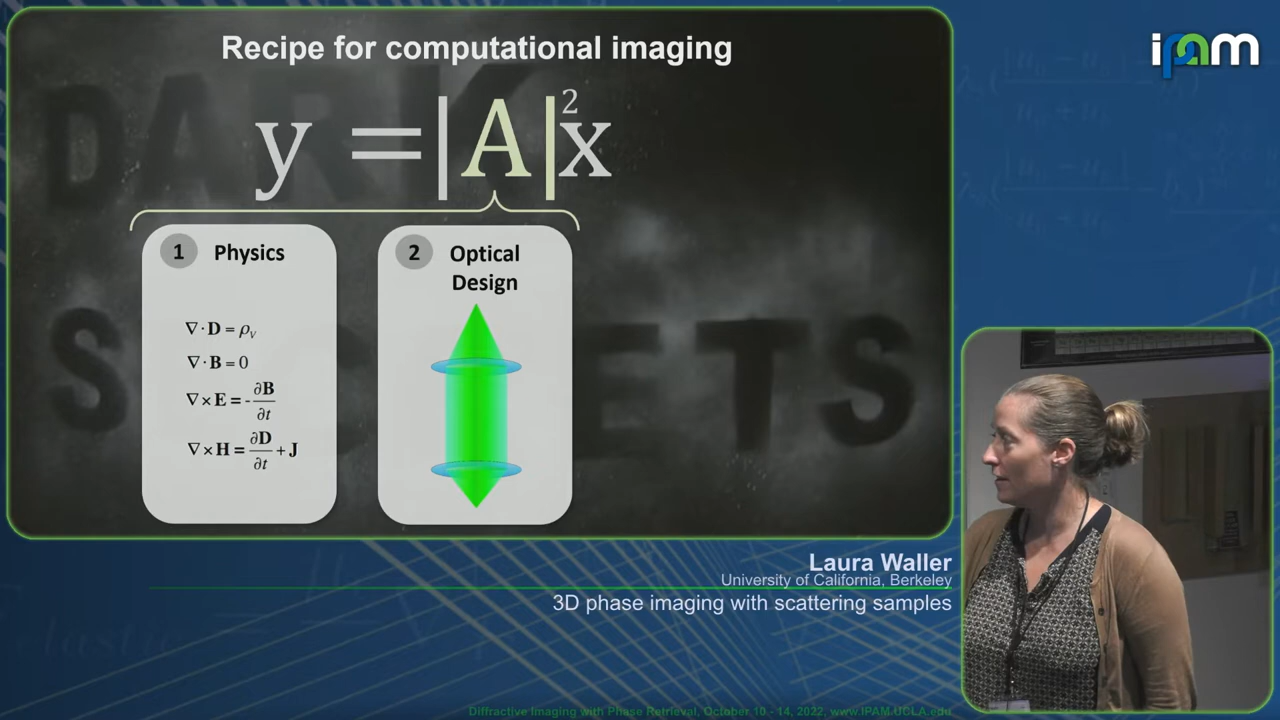 Recipe for computational imaging
ipam
DARK
SECRETS
y = |A|²x
1 Physics
∇·D = ρᵥ
∇·B = 0
∇×E = -∂B/∂t
∇×H = ∂D/∂t + J
2 Optical
Design
Laura Waller
University of California, Berkeley
3D phase imaging with scattering samples
Diffractive Imaging with Phase Retrieval, October 10 - 14, 2022, www.IPAM.UCLA.edu